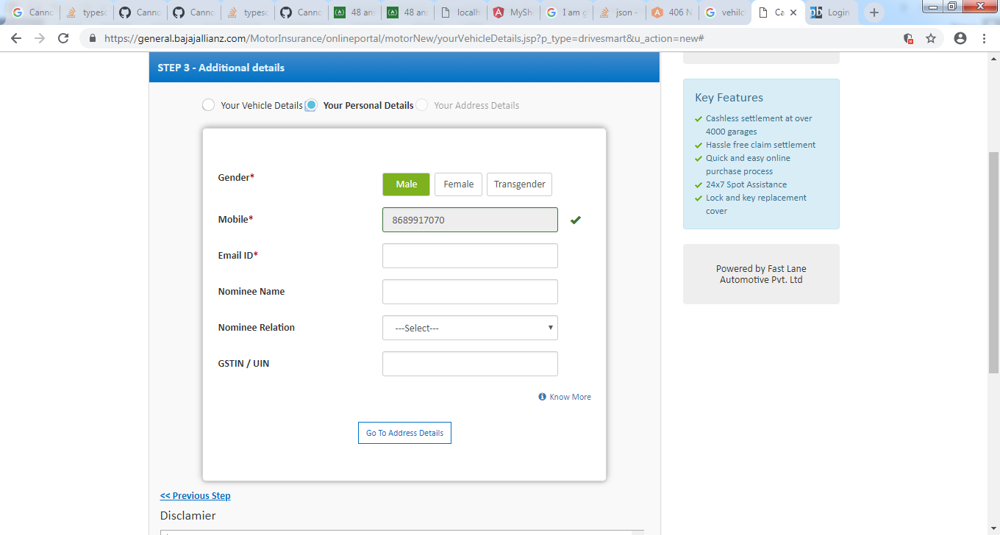 Canno
typesc
Canno
Canno
typesc
Canno
48 ans
48 ans
localh
MyShi
I am g
json -
406 N
vehilc
Ca
pb Login
https://general.bajajallianz.com/MotorInsurance/onlineportal/motorNew/yourVehicleDetails.jsp?p_type=drivesmart&u_action=new#
STEP 3 - Additional details
Your Vehicle Details Your Personal Details Your Address Details
Gender*
Male Female Transgender
Mobile* 8689917070
Email ID*
Nominee Name
Nominee Relation ---Select---
GSTIN / UIN
Know More
Go To Address Details
<< Previous Step
Disclamier
Key Features
Cashless settlement at over
4000 garages
Hassle free claim settlement
Quick and easy online
purchase process
24x7 Spot Assistance
Lock and key replacement
cover
Powered by Fast Lane
Automotive Pvt. Ltd